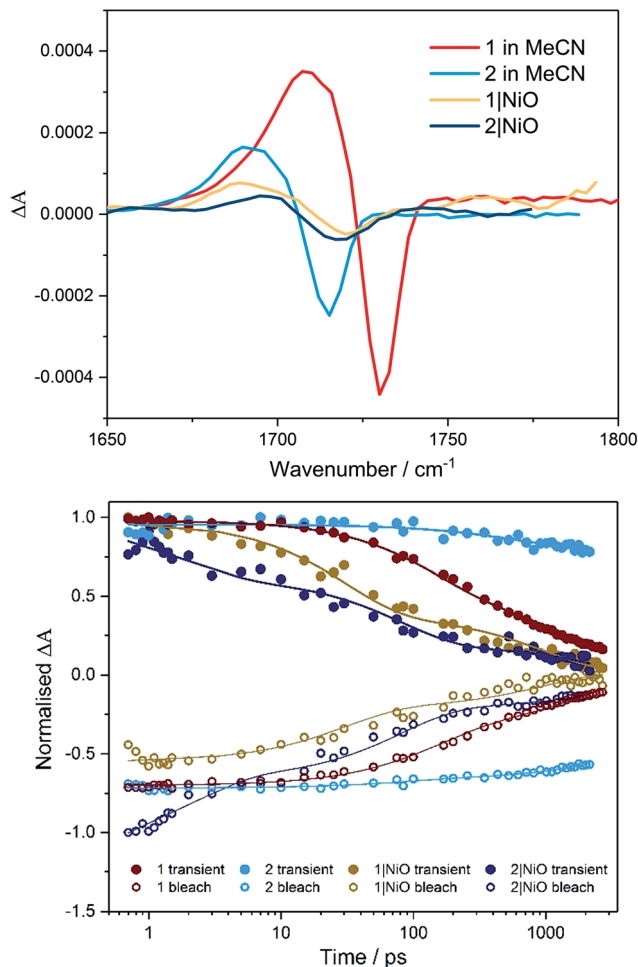 0.0004
0.0002
0.0000
-0.0002
-0.0004
ΔA
1 in MeCN
2 in MeCN
1|NiO
2|NiO
1650 1700 1750 1800
Wavenumber / cm-1
1.0
0.5
0.0
-0.5
-1.0
-1.5
Normalised ΔA
1 transient 2 transient 1|NiO transient 2|NiO transient
1 bleach 2 bleach 1|NiO bleach 2|NiO bleach
1 10 100 1000
Time / ps